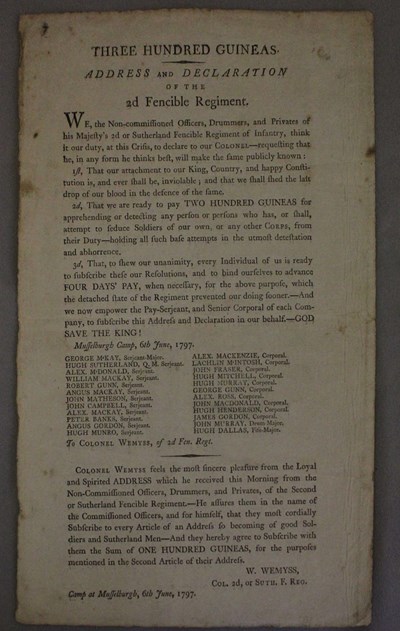 THREE HUNDRED GUINEAS.
ADDRESS AND DECLARATION
OF THE
2d Fencible Regiment.
WE, the Non-commiſſioned Officers, Drummers, and Privates of
his Majeſty's 2d or Sutherland Fencible Regiment of Infantry, think
it our duty, at this Criſis, to declare to our COLONEL—requeſting that
he, in any form he thinks beſt, will make the ſame publicly known:
1ſt, That our attachment to our King, Country, and happy Conſti-
tution is, and ever ſhall be, inviolable; and that we ſhall ſhed the laſt
drop of our blood in the defence of the ſame.
2d, That we are ready to pay TWO HUNDRED GUINEAS for
apprehending or detecting any perſon or perſons who has, or ſhall,
attempt to ſeduce Soldiers of our own, or any other CORPS, from
their Duty—holding all ſuch baſe attempts in the utmoſt deteſtation
and abhorrence.
3d, That, to ſhew our unanimity, every Individual of us is ready
to ſubſcribe theſe our Reſolutions, and to bind ourſelves to advance
FOUR DAYS' PAY, when neceſſary, for the above purpoſe, which
the detached ſtate of the Regiment prevented our doing ſooner.—And
we now empower the Pay-Serjeant, and Senior Corporal of each Com-
pany, to ſubſcribe this Addreſs and Declaration in our behalf.—GOD
SAVE THE KING!
Muſſelburgh Camp, 6th June, 1797.
GEORGE McKAY, Serjeant-Major.
HUGH SUTHERLAND, Q. M. Serjeant.
ALEX. McDONALD, Serjeant.
WILLIAM MACKAY, Serjeant.
ROBERT GUNN, Serjeant.
ANGUS MACKAY, Serjeant.
JOHN MATHESON, Serjeant.
JOHN CAMPBELL, Serjeant.
ALEX. MACKAY, Serjeant.
PETER BANKS, Serjeant.
ANGUS GORDON, Serjeant.
HUGH MUNRO, Serjeant.
ALEX. MACKENZIE, Corporal.
LACHLIN McINTOSH, Corporal.
JOHN FRASER, Corporal.
HUGH MITCHELL, Corporal.
HUGH MURRAY, Corporal.
GEORGE GUNN, Corporal.
ALEX. ROSS, Corporal.
JOHN MACDONALD, Corporal.
HUGH HENDERSON, Corporal.
JAMES GORDON, Corporal.
JOHN MURRAY, Drum-Major.
HUGH DALLAS, Fife-Major.
To COLONEL WEMYSS, of 2d Fen. Regt.
COLONEL WEMYSS feels the moſt ſincere pleaſure from the Loyal
and Spirited ADDRESS which he received this Morning from the
Non-Commiſſioned Officers, Drummers, and Privates, of the Second
or Sutherland Fencible Regiment.—He aſſures them in the name of
the Commiſſioned Officers, and for himſelf, that they moſt cordially
Subſcribe to every Article of an Addreſs ſo becoming of good Sol-
diers and Sutherland Men—And they hereby agree to Subſcribe with
them the Sum of ONE HUNDRED GUINEAS, for the purpoſes
mentioned in the Second Article of their Addreſs.
W. WEMYSS,
COL. 2d, or SUTH. F. REG.
Camp at Muſſelburgh, 6th June, 1797.